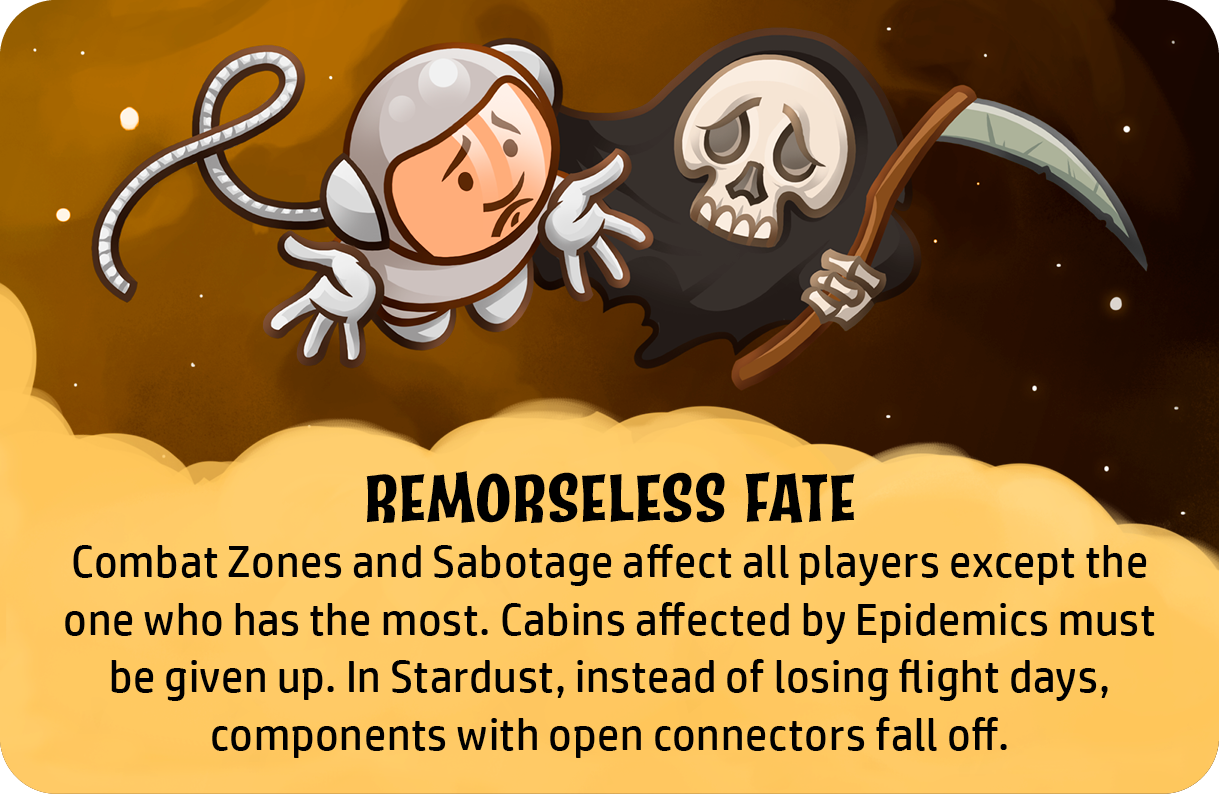 REMORSELESS FATE
Combat Zones and Sabotage affect all players except the
one who has the most. Cabins affected by Epidemics must
be given up. In Stardust, instead of losing flight days,
components with open connectors fall off.